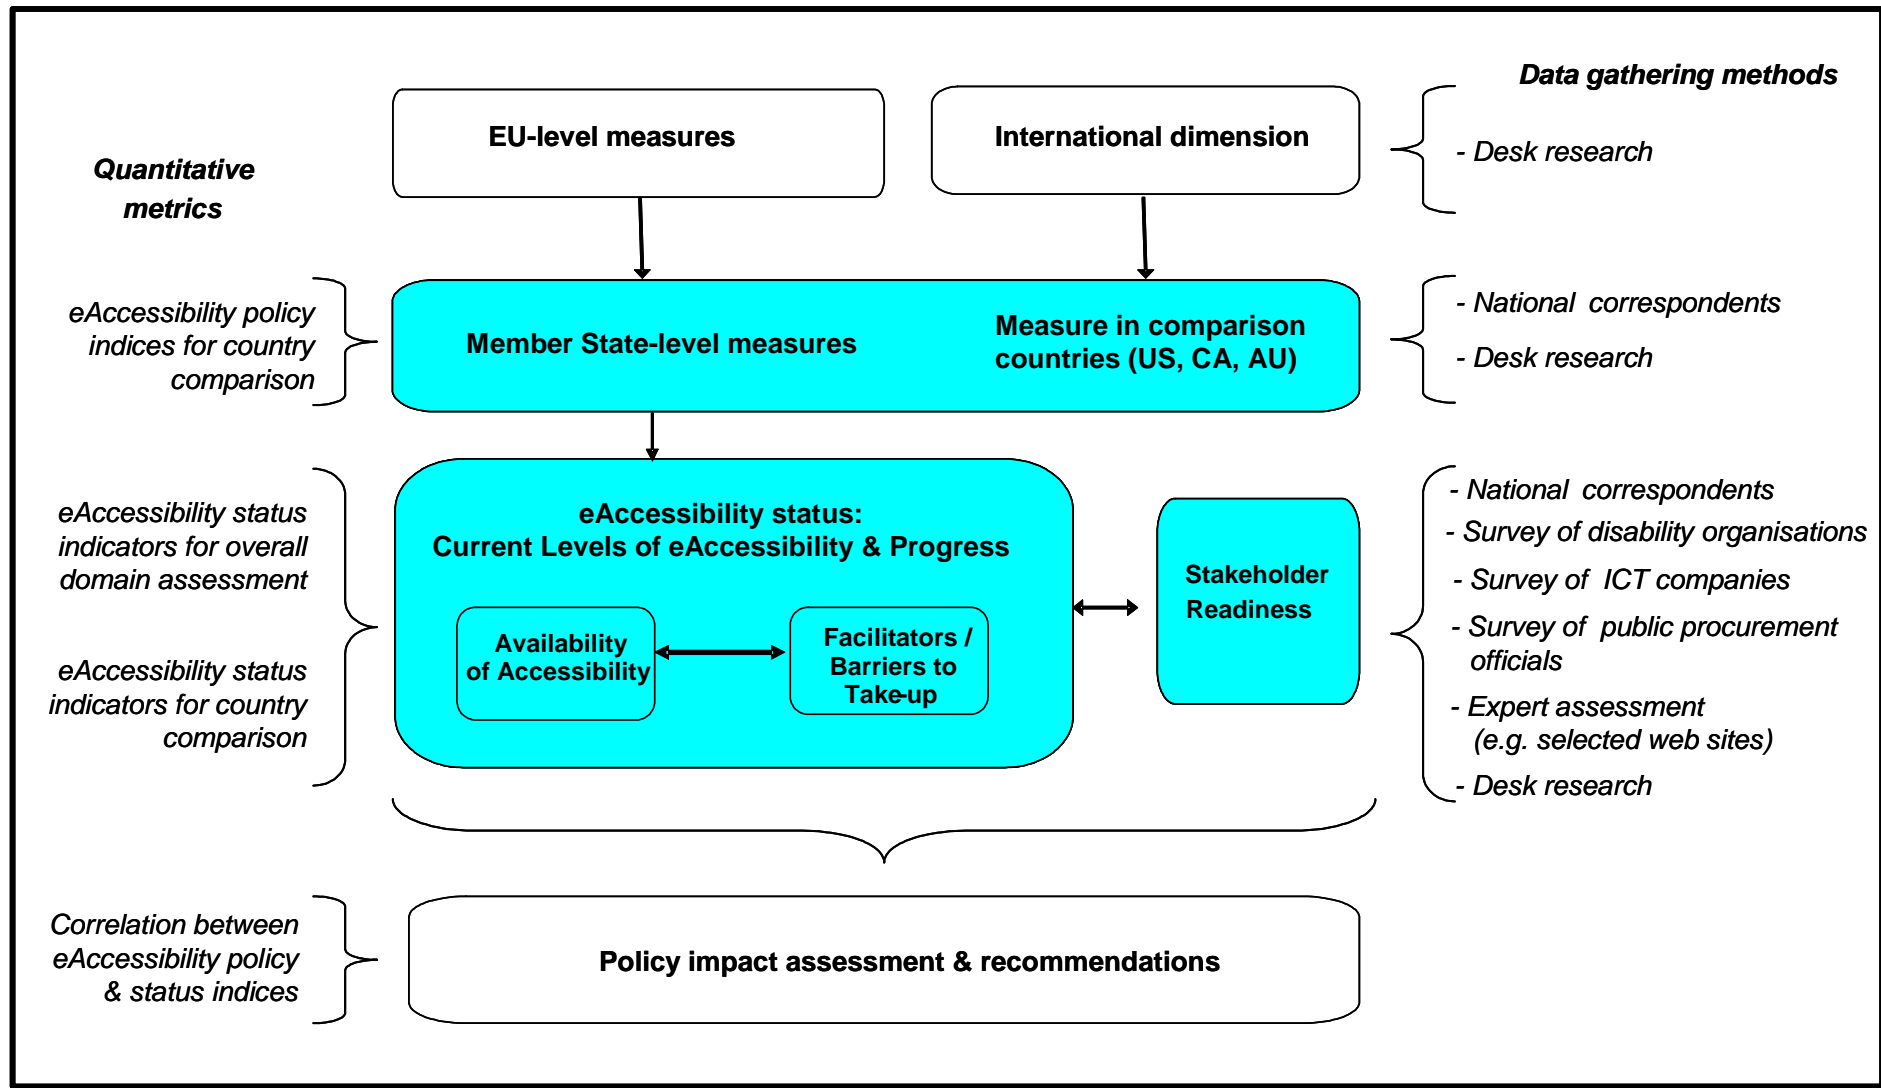 Data gathering methods
EU-level measures
International dimension
- Desk research
Quantitative
metrics
eAccessibility policy
indices for country
comparison
Member State-level measures
Measure in comparison
countries (US, CA, AU)
- National correspondents
- Desk research
eAccessibility status
indicators for overall
domain assessment
eAccessibility status
indicators for country
comparison
eAccessibility status:
Current Levels of eAccessibility & Progress
Availability
of Accessibility
Facilitators /
Barriers to
Take-up
Stakeholder
Readiness
- National correspondents
- Survey of disability organisations
- Survey of ICT companies
- Survey of public procurement
officials
- Expert assessment
(e.g. selected web sites)
- Desk research
Correlation between
eAccessibility policy
& status indices
Policy impact assessment & recommendations